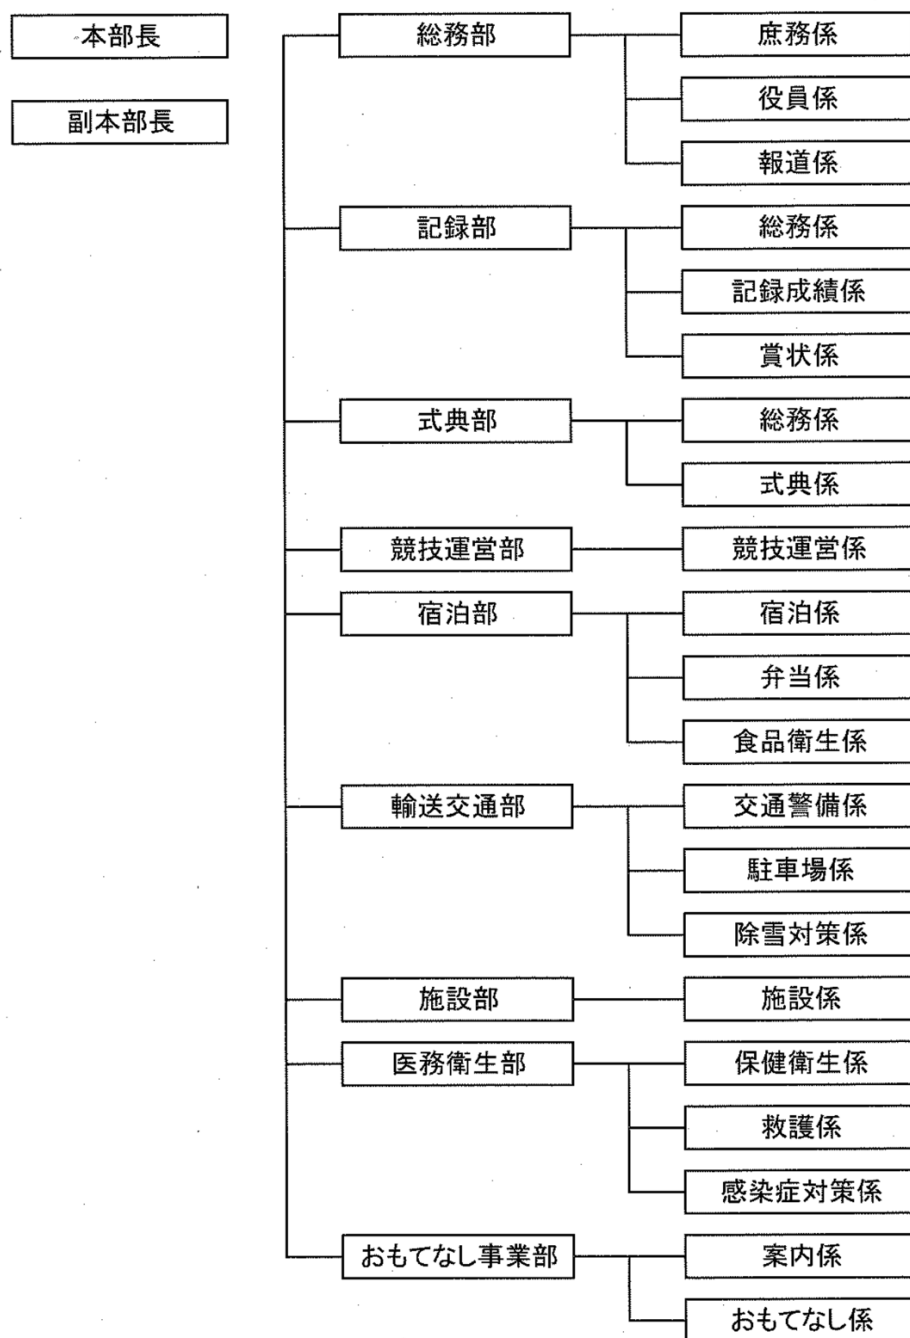 本部長
副本部長
総務部
庶務係
役員係
報道係
記録部
総務係
記録成績係
賞状係
式典部
総務係
式典係
競技運営部
競技運営係
宿泊部
宿泊係
弁当係
食品衛生係
輸送交通部
交通警備係
駐車場係
除雪対策係
施設部
施設係
医務衛生部
保健衛生係
救護係
感染症対策係
おもてなし事業部
案内係
おもてなし係